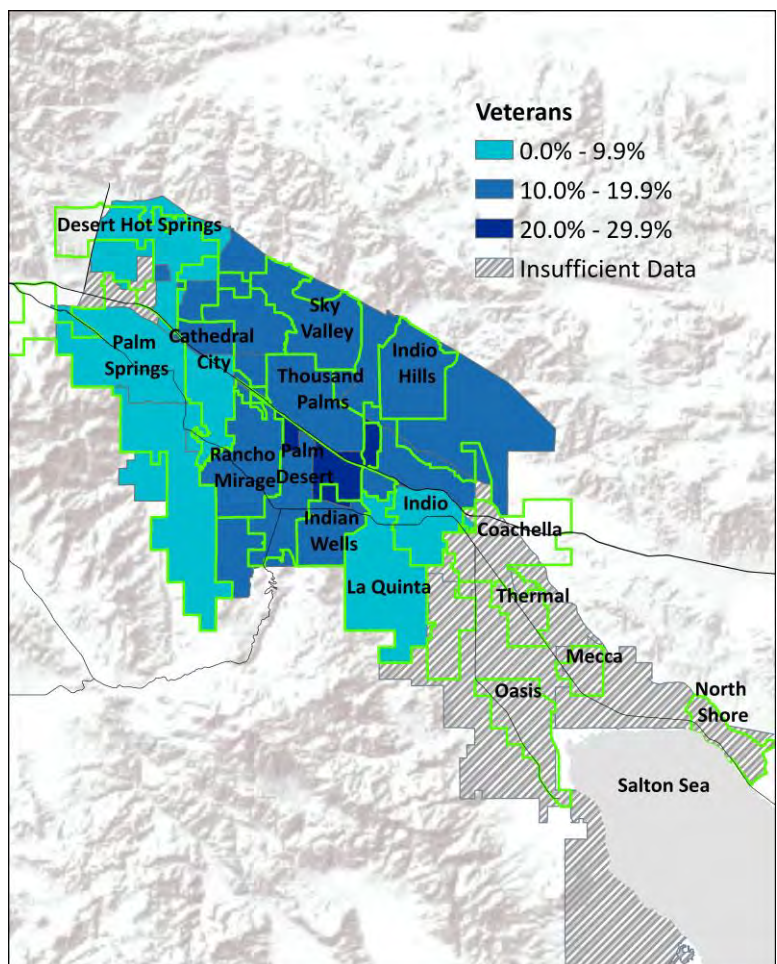 Veterans
0.0% - 9.9%
10.0% - 19.9%
20.0% - 29.9%
Insufficient Data
Desert Hot Springs
Sky
Valley
Palm
Springs
Cathedral
City
Indio
Hills
Thousand
Palms
Rancho
Mirage
Palm
Desert
Indio
Indian
Wells
Coachella
La Quinta
Thermal
Mecca
Oasis
North
Shore
Salton Sea